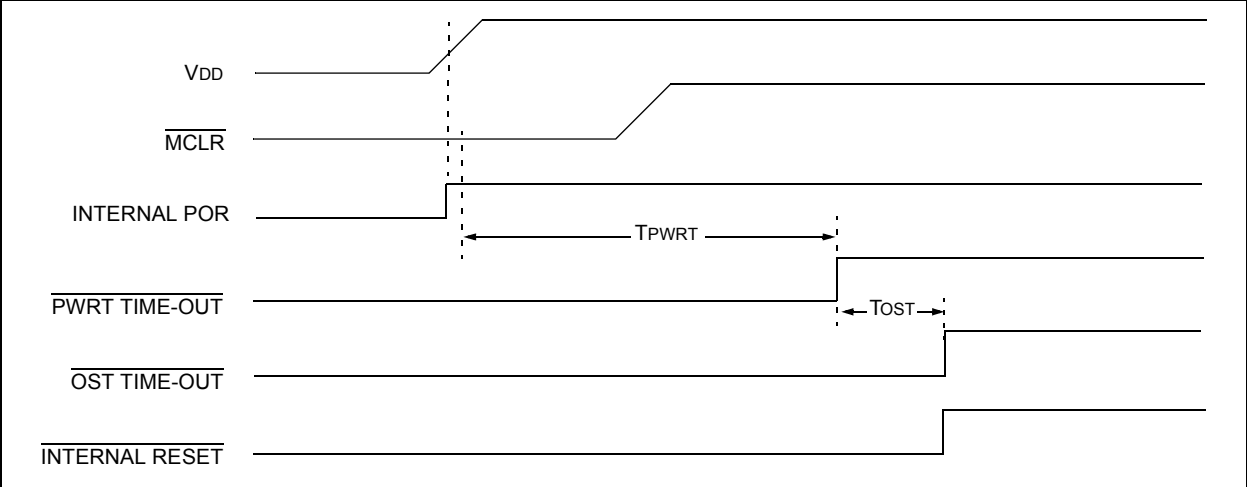 VDD
MCLR
INTERNAL POR
TPWRT
PWRT TIME-OUT
TOST
OST TIME-OUT
INTERNAL RESET